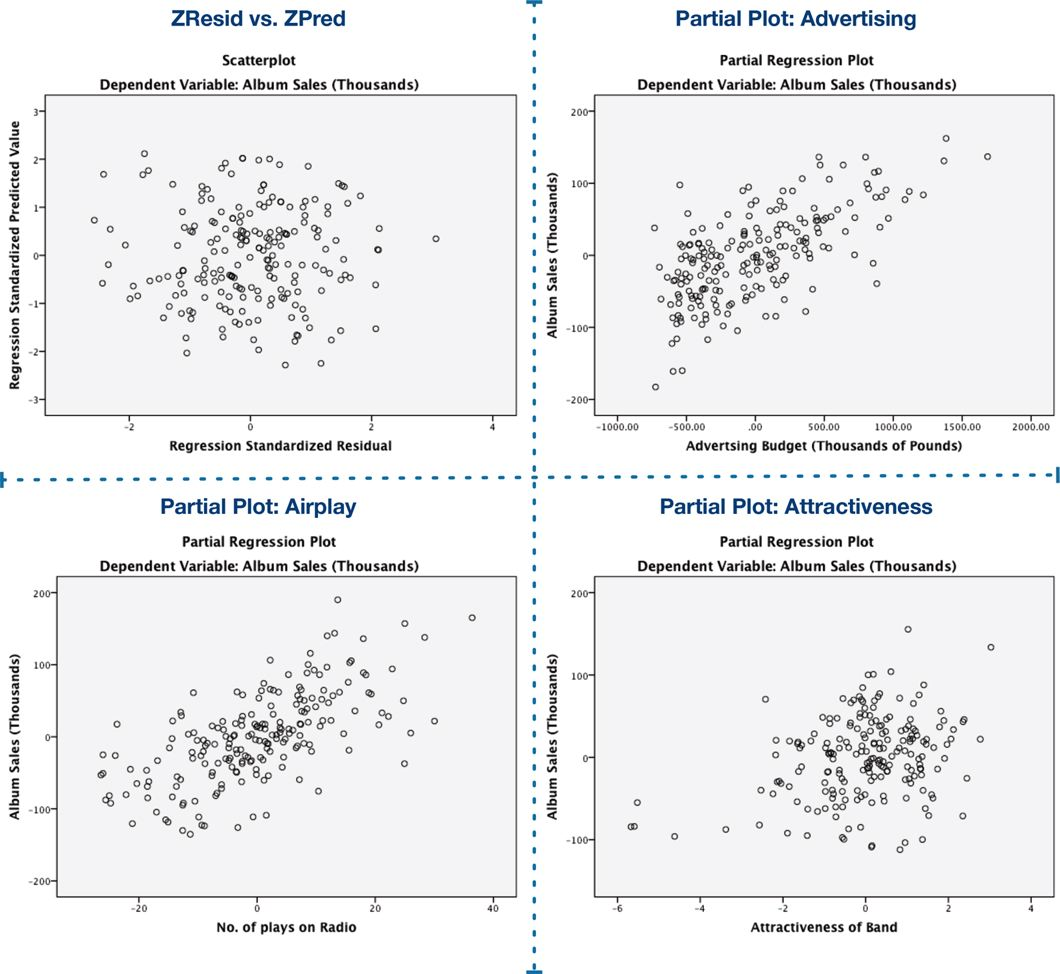 ZResid vs. ZPred
Scatterplot
Dependent Variable: Album Sales (Thousands)
Regression Standardized Predicted Value
3
2
1
0
-1
-2
-3
-2
0
2
4
Regression Standardized Residual
Partial Plot: Advertising
Partial Regression Plot
Dependent Variable: Album Sales (Thousands)
Album Sales (Thousands)
200
100
0
-100
-200
-1000.00
-500.00
.00
500.00
1000.00
1500.00
2000.00
Advertsing Budget (Thousands of Pounds)
Partial Plot: Airplay
Partial Regression Plot
Dependent Variable: Album Sales (Thousands)
Album Sales (Thousands)
200
100
0
-100
-200
-20
0
20
40
No. of plays on Radio
Partial Plot: Attractiveness
Partial Regression Plot
Dependent Variable: Album Sales (Thousands)
Album Sales (Thousands)
200
100
0
-100
-6
-4
-2
0
2
4
Attractiveness of Band